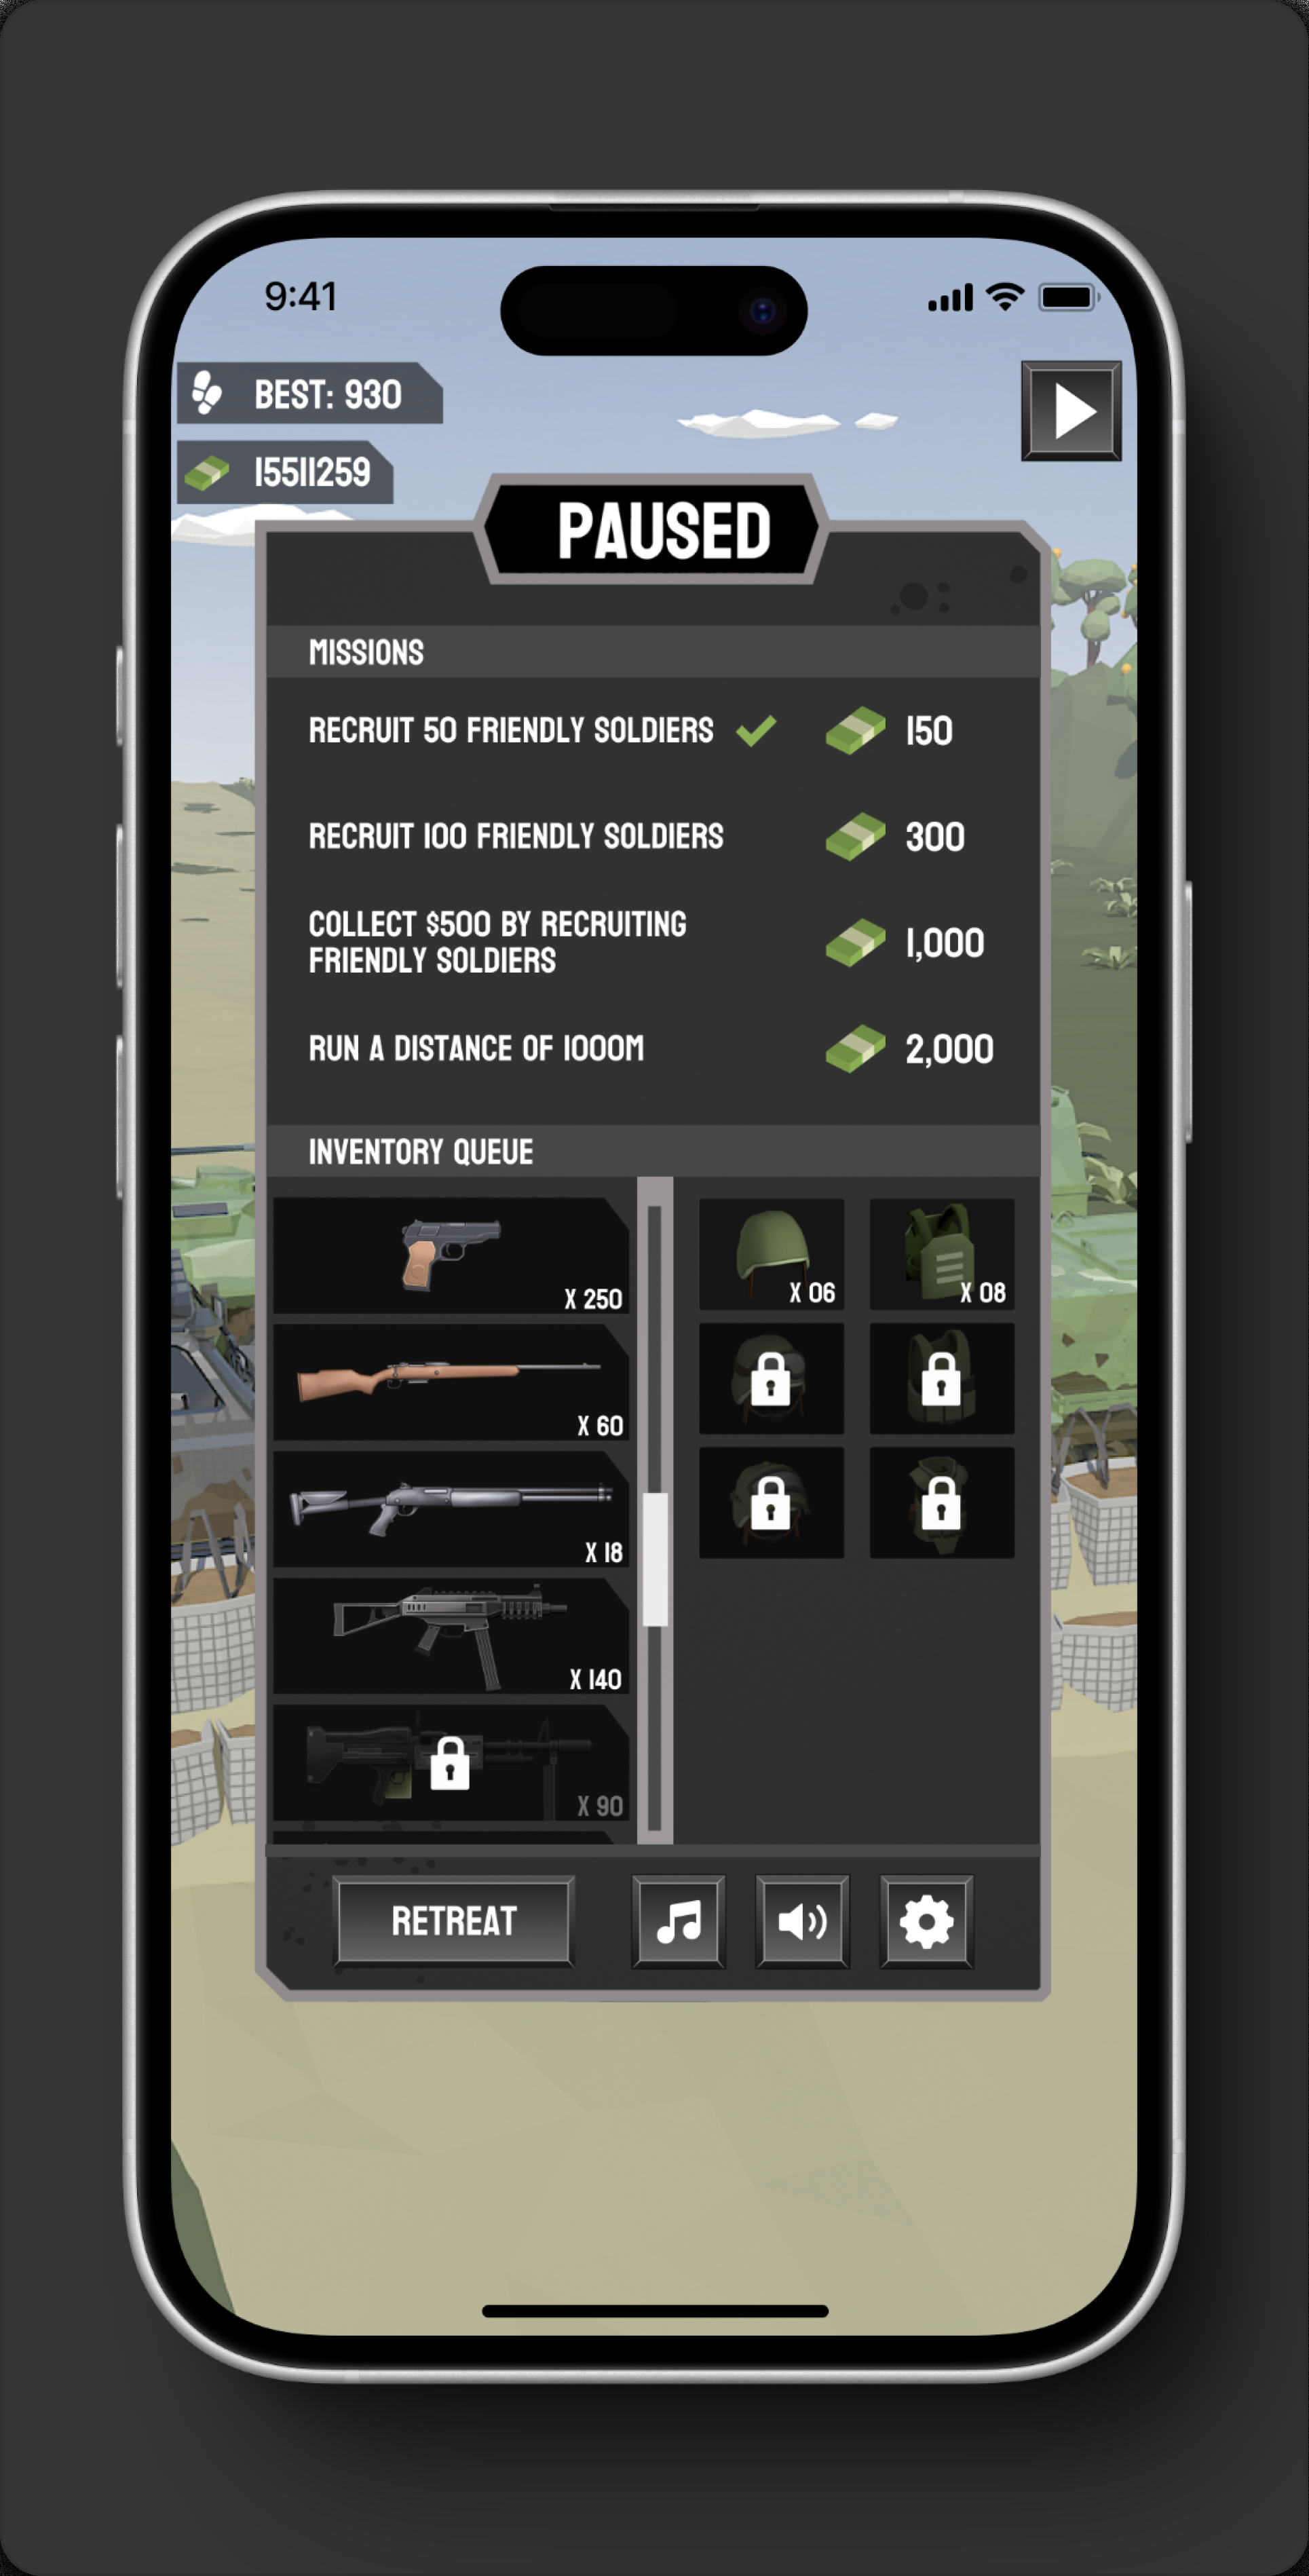 9:41
BEST: 930
15511259
PAUSED
MISSIONS
RECRUIT 50 FRIENDLY SOLDIERS 150
RECRUIT 100 FRIENDLY SOLDIERS 300
COLLECT $500 BY RECRUITING
FRIENDLY SOLDIERS 1,000
RUN A DISTANCE OF 1000M 2,000
INVENTORY QUEUE
X 250
X 60
X 18
X 140
X 90
X 06
X 08
RETREAT